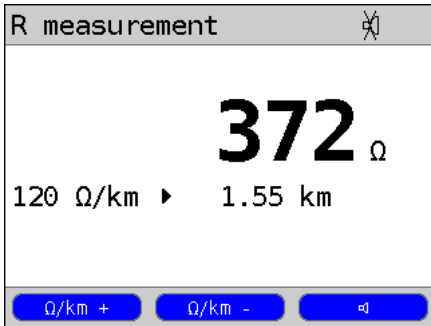 R measurement
372 Ω
120 Ω/km ▸ 1.55 km
Ω/km +
Ω/km -